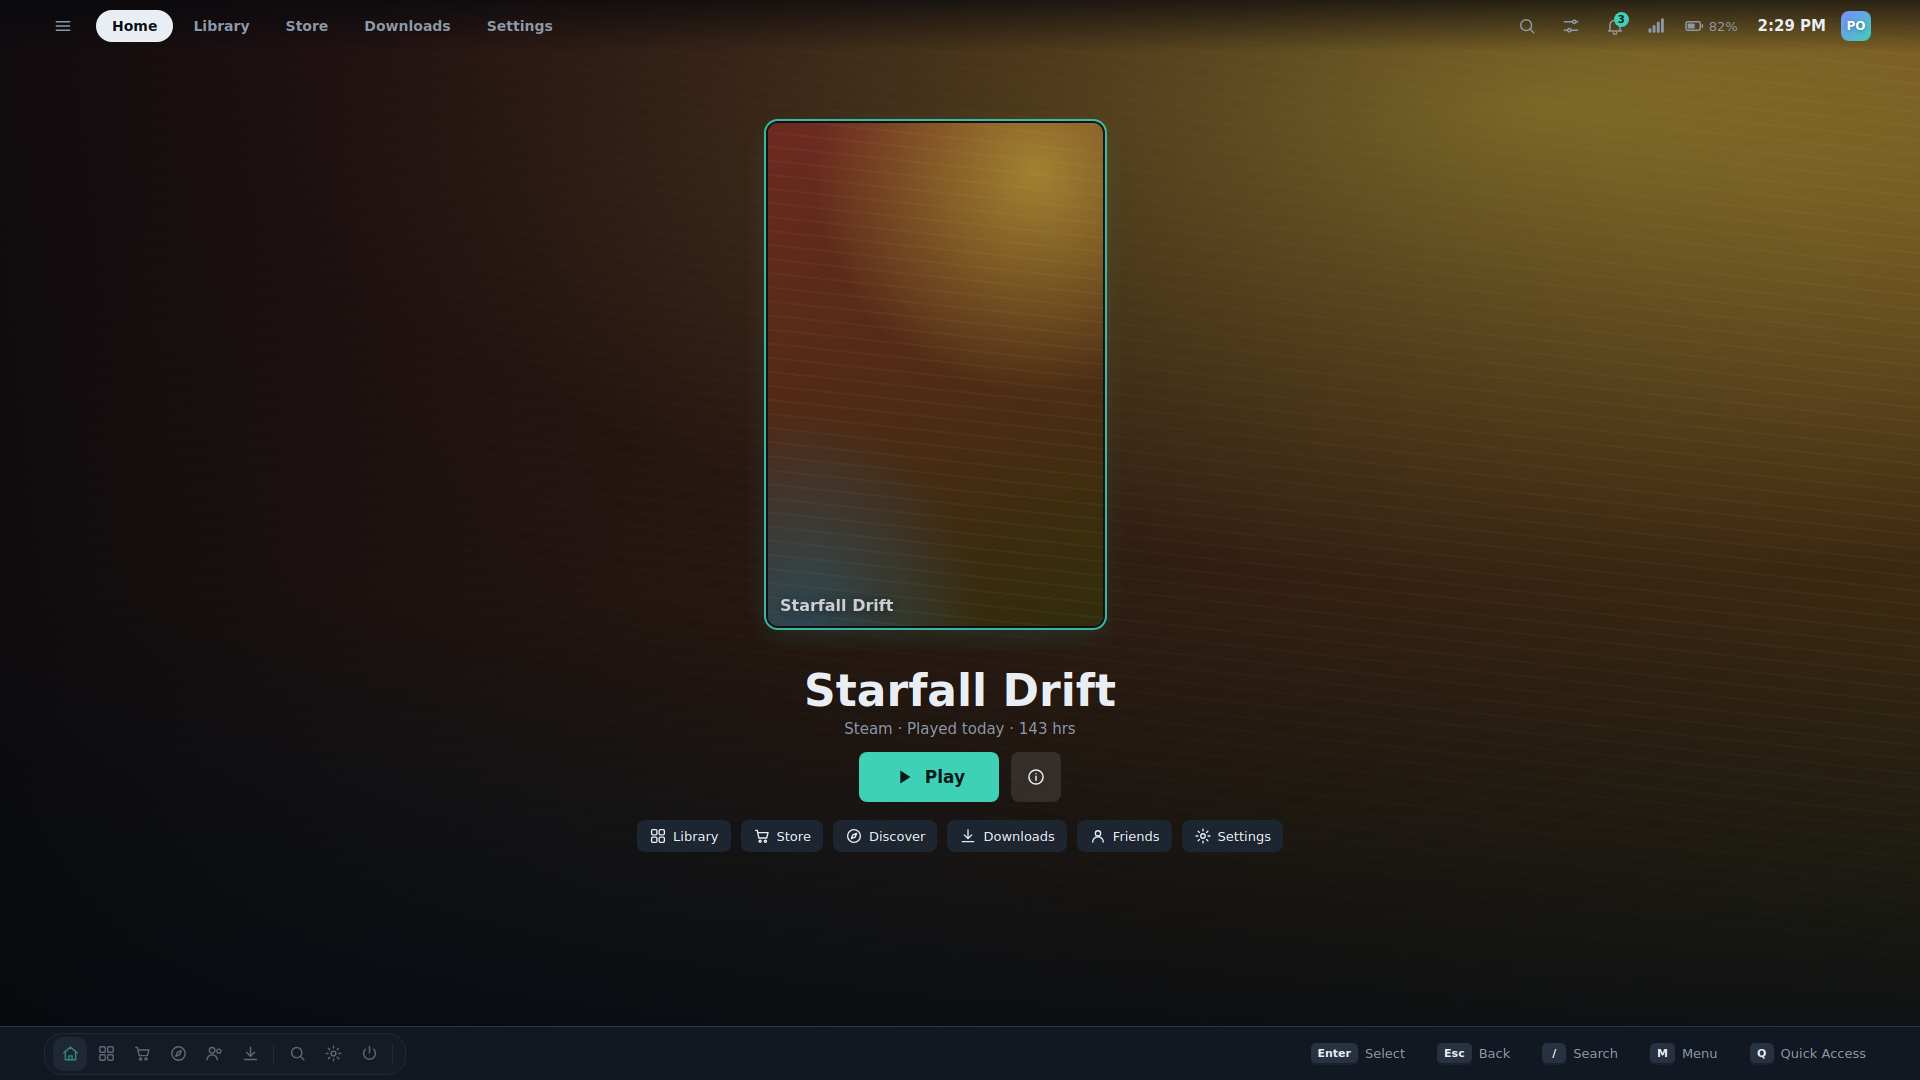 Home Library Store Downloads Settings 3 82% 2:29 PM PO
Starfall Drift
Starfall Drift
Steam · Played today · 143 hrs
Play
Library Store Discover Downloads Friends Settings
Enter Select Esc Back / Search M Menu Q Quick Access